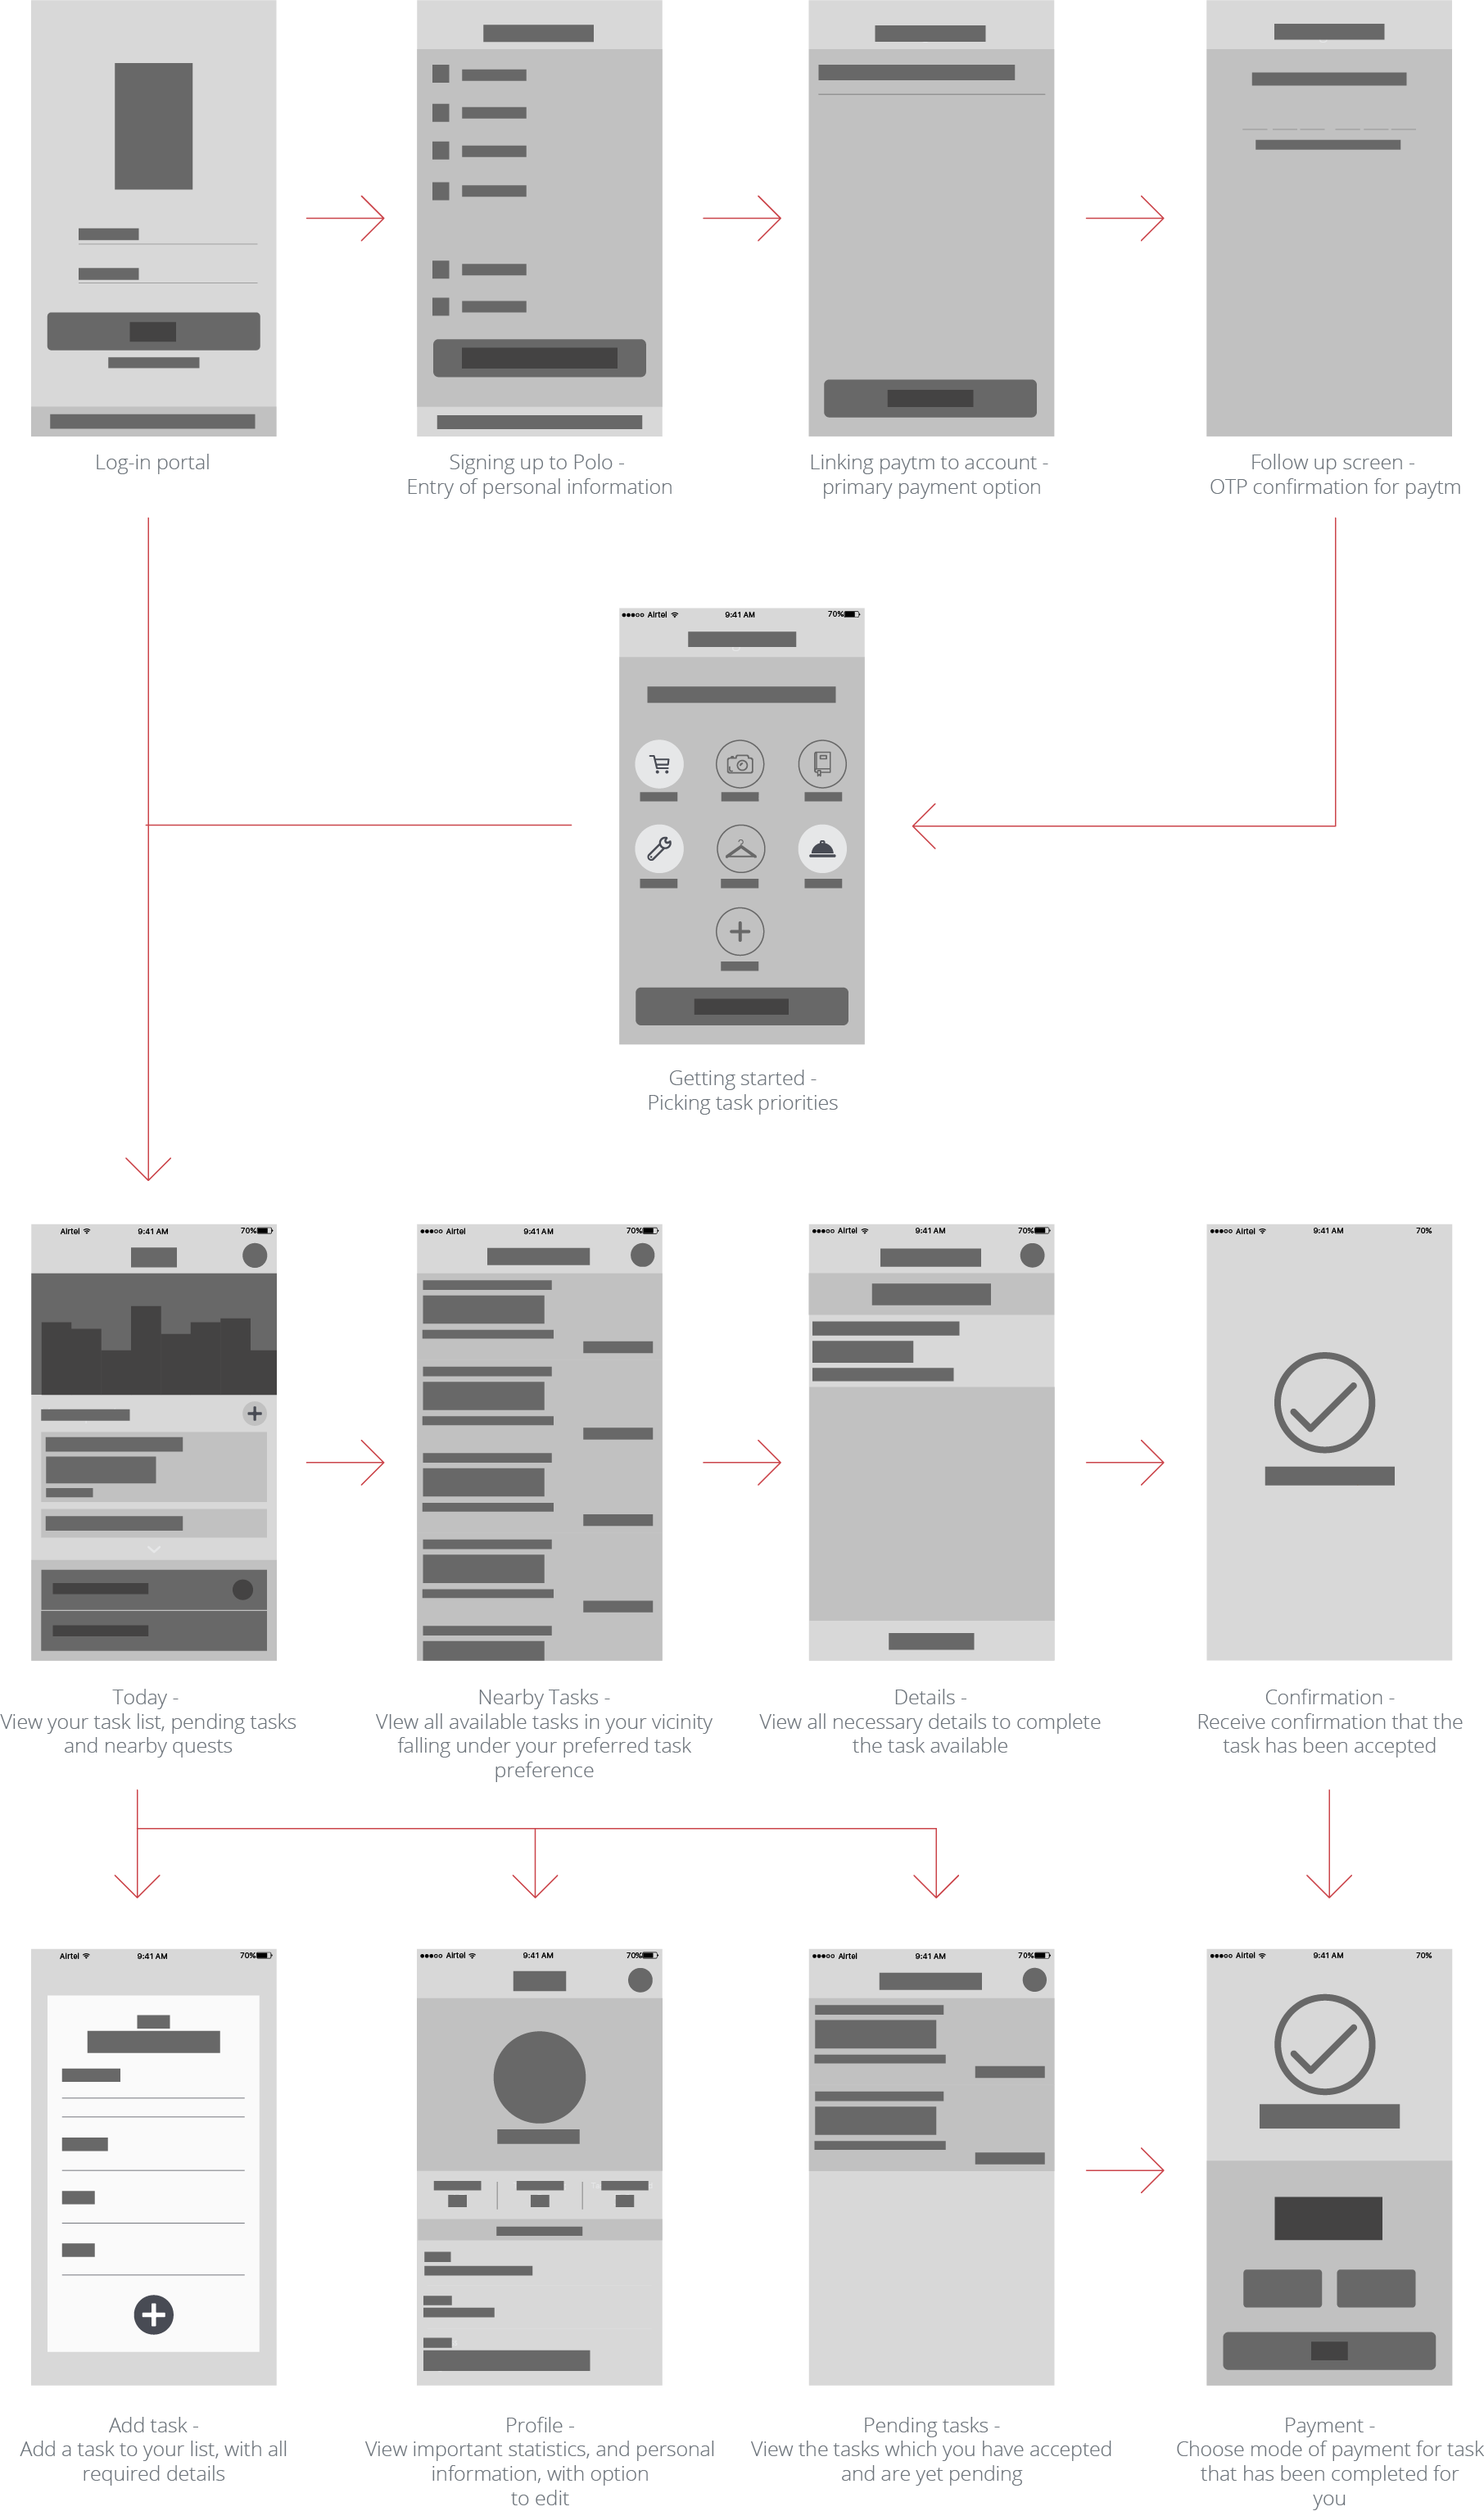 Log-in portal
Signing up to Polo -
Entry of personal information
Linking paytm to account -
primary payment option
Follow up screen -
OTP confirmation for paytm
Airtel 9:41 AM 70%
Getting started -
Picking task priorities
Airtel 9:41 AM 70%
Airtel 9:41 AM 70%
Airtel 9:41 AM 70%
Airtel 9:41 AM 70%
Today -
View your task list, pending tasks
and nearby quests
Nearby Tasks -
VIew all available tasks in your vicinity
falling under your preferred task
preference
Details -
View all necessary details to complete
the task available
Confirmation -
Receive confirmation that the
task has been accepted
Airtel 9:41 AM 70%
Airtel 9:41 AM 70%
Airtel 9:41 AM 70%
Airtel 9:41 AM 70%
Add task -
Add a task to your list, with all
required details
Profile -
View important statistics, and personal
information, with option
to edit
Pending tasks -
View the tasks which you have accepted
and are yet pending
Payment -
Choose mode of payment for task
that has been completed for
you